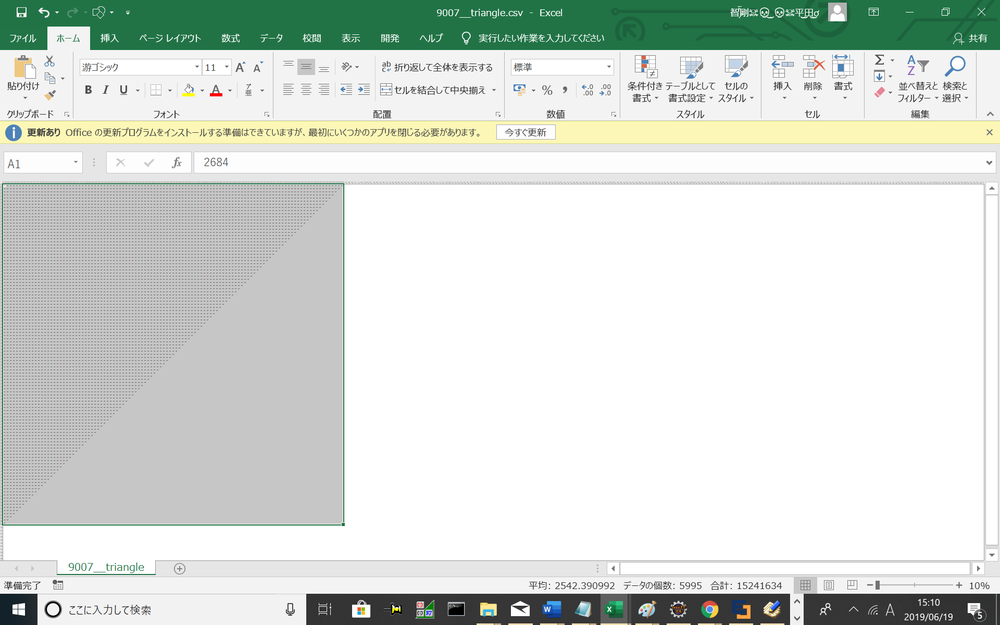 9007__triangle.csv - Excel
智剛 平田
ファイル ホーム 挿入 ページ レイアウト 数式 データ 校閲 表示 開発 ヘルプ 実行したい作業を入力してください 共有
貼り付け
クリップボード
游ゴシック 11
B I U
フォント
折り返して全体を表示する
セルを結合して中央揃え
配置
標準
数値
条件付き書式
テーブルとして書式設定
セルのスタイル
スタイル
挿入 削除 書式
セル
並べ替えとフィルター
検索と選択
編集
更新あり Office の更新プログラムをインストールする準備はできていますが、最初にいくつかのアプリを閉じる必要があります。 今すぐ更新
A1 fx 2684
9007__triangle
準備完了 平均: 2542.390992 データの個数: 5995 合計: 15241634 10%
ここに入力して検索
A 15:10
2019/06/19
5